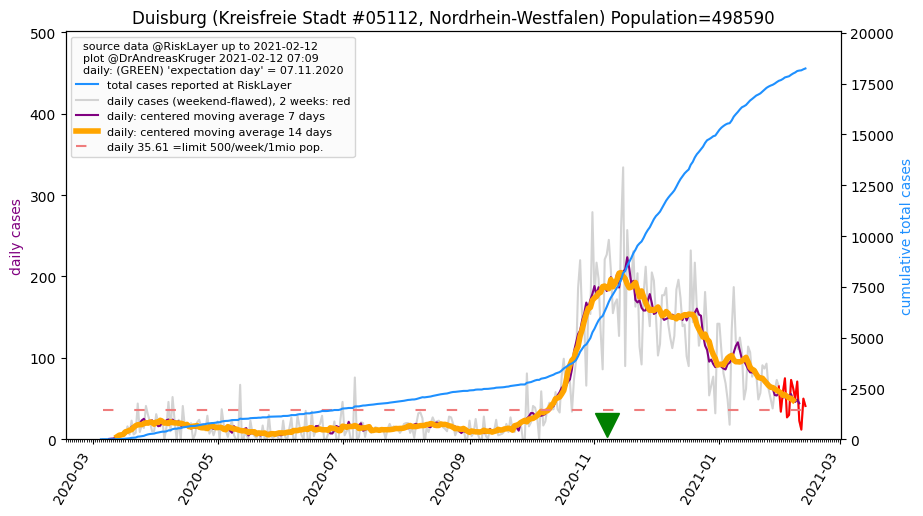 Duisburg (Kreisfreie Stadt #05112, Nordrhein-Westfalen) Population=498590
source data @RiskLayer up to 2021-02-12
plot @DrAndreasKruger 2021-02-12 07:09
daily: (GREEN) 'expectation day' = 07.11.2020
total cases reported at RiskLayer
daily cases (weekend-flawed), 2 weeks: red
daily: centered moving average 7 days
daily: centered moving average 14 days
daily 35.61 =limit 500/week/1mio pop.
daily cases
500
400
300
200
100
0
cumulative total cases
20000
17500
15000
12500
10000
7500
5000
2500
0
2020-03
2020-05
2020-07
2020-09
2020-11
2021-01
2021-03